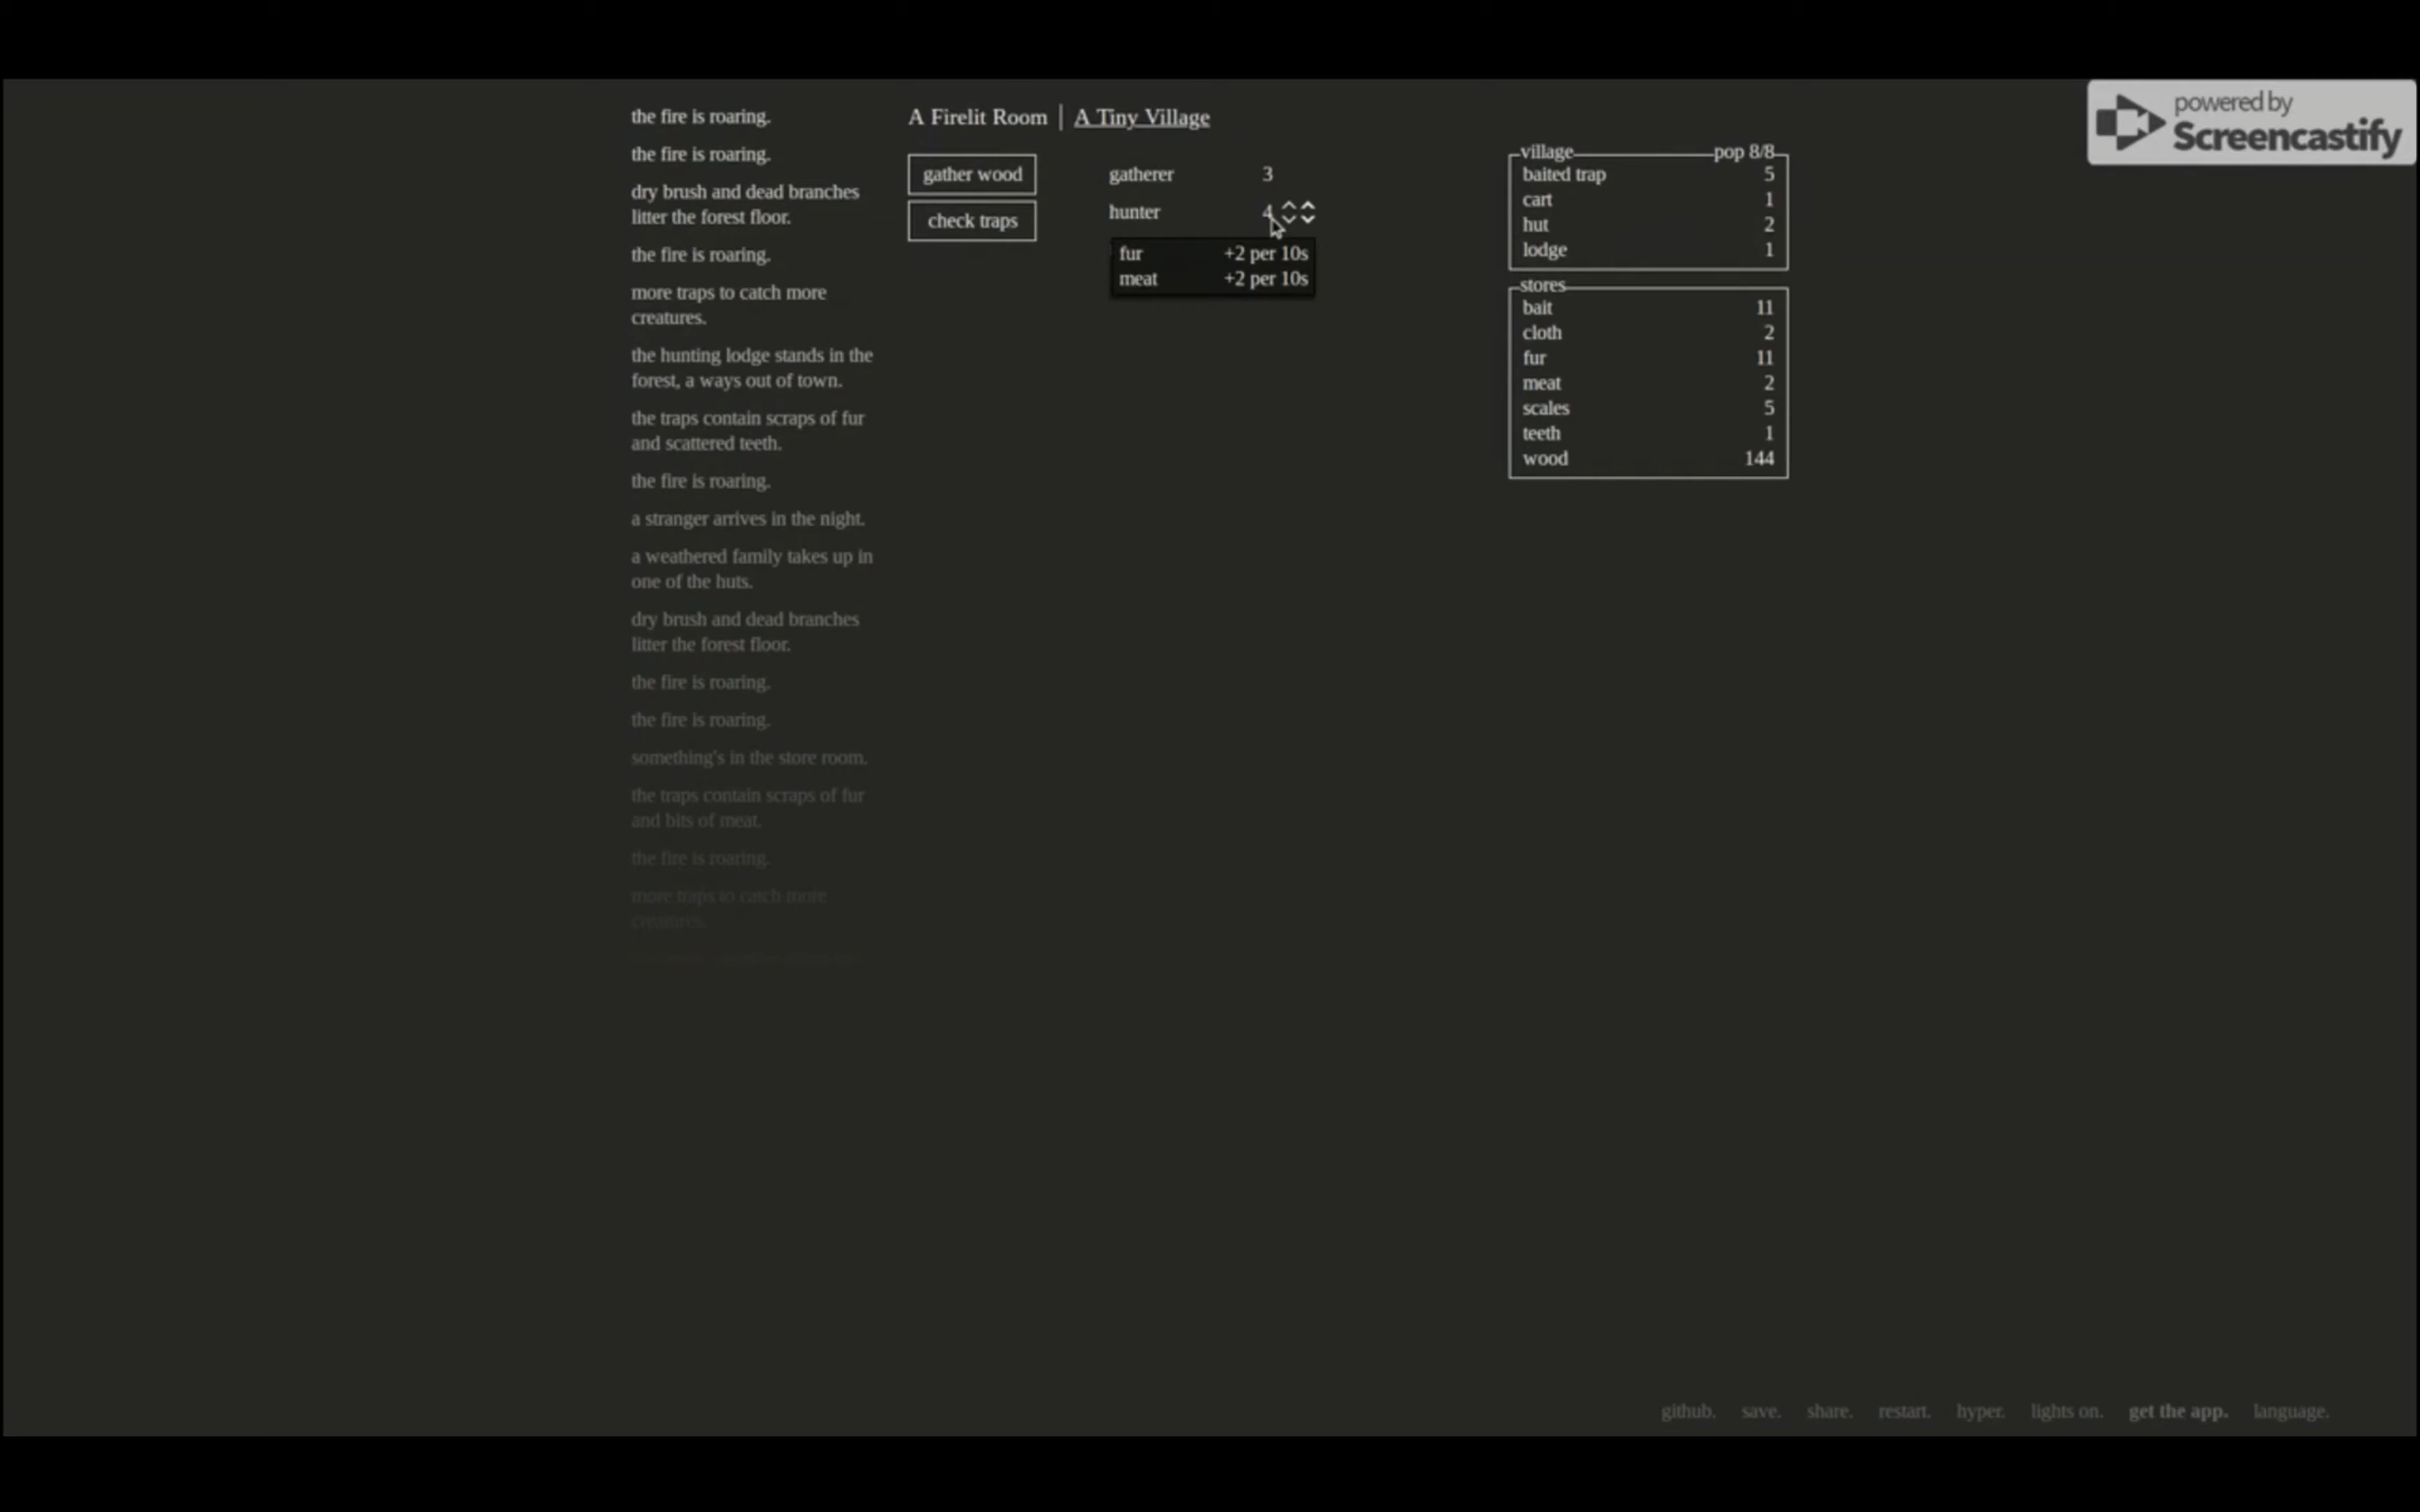 powered by
Screencastify
the fire is roaring.
the fire is roaring.
dry brush and dead branches
litter the forest floor.
the fire is roaring.
more traps to catch more
creatures.
the hunting lodge stands in the
forest, a ways out of town.
the traps contain scraps of fur
and scattered teeth.
the fire is roaring.
a stranger arrives in the night.
a weathered family takes up in
one of the huts.
dry brush and dead branches
litter the forest floor.
the fire is roaring.
the fire is roaring.
something's in the store room.
the traps contain scraps of fur
and bits of meat.
the fire is roaring.
more traps to catch more
creatures.
A Firelit Room | A Tiny Village
gather wood
check traps
gatherer 3
hunter 4
fur +2 per 10s
meat +2 per 10s
village pop 8/8
baited trap 5
cart 1
hut 2
lodge 1
stores
bait 11
cloth 2
fur 11
meat 2
scales 5
teeth 1
wood 144
github. save. share. restart. hyper. lights on. get the app. language.